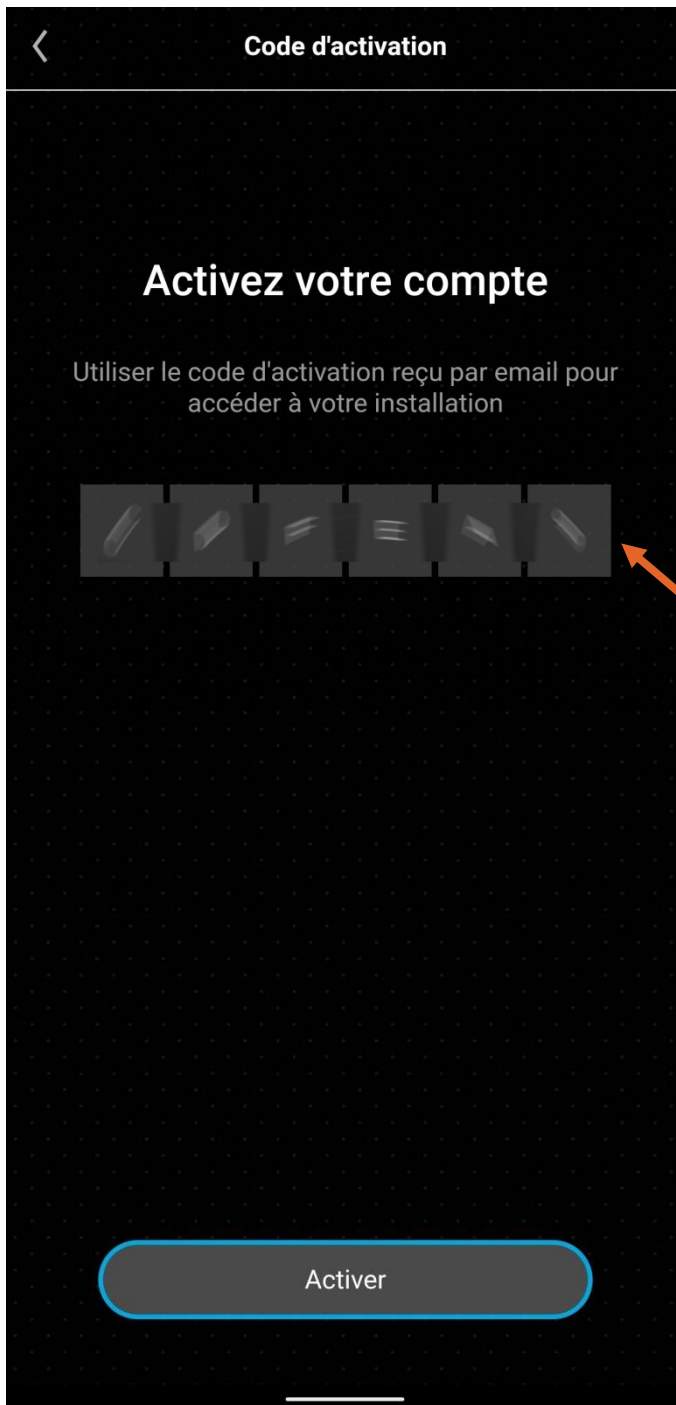 Code d'activation
Activez votre compte
Utiliser le code d'activation reçu par email pour
accéder à votre installation
Activer